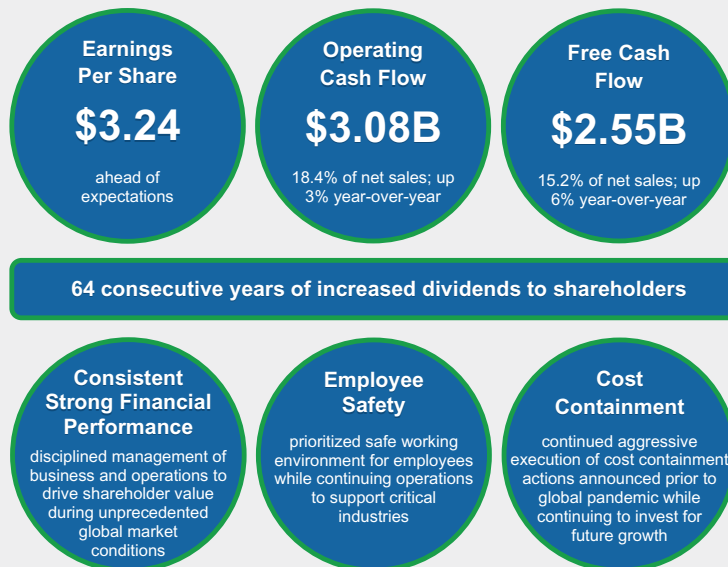 Earnings
Per Share
$3.24
ahead of
expectations
Operating
Cash Flow
$3.08B
18.4% of net sales; up
3% year-over-year
Free Cash
Flow
$2.55B
15.2% of net sales; up
6% year-over-year
64 consecutive years of increased dividends to shareholders
Consistent
Strong Financial
Performance
disciplined management of
business and operations to
drive shareholder value
during unprecedented
global market
conditions
Employee
Safety
prioritized safe working
environment for employees
while continuing operations
to support critical
industries
Cost
Containment
continued aggressive
execution of cost containment
actions announced prior to
global pandemic while
continuing to invest for
future growth